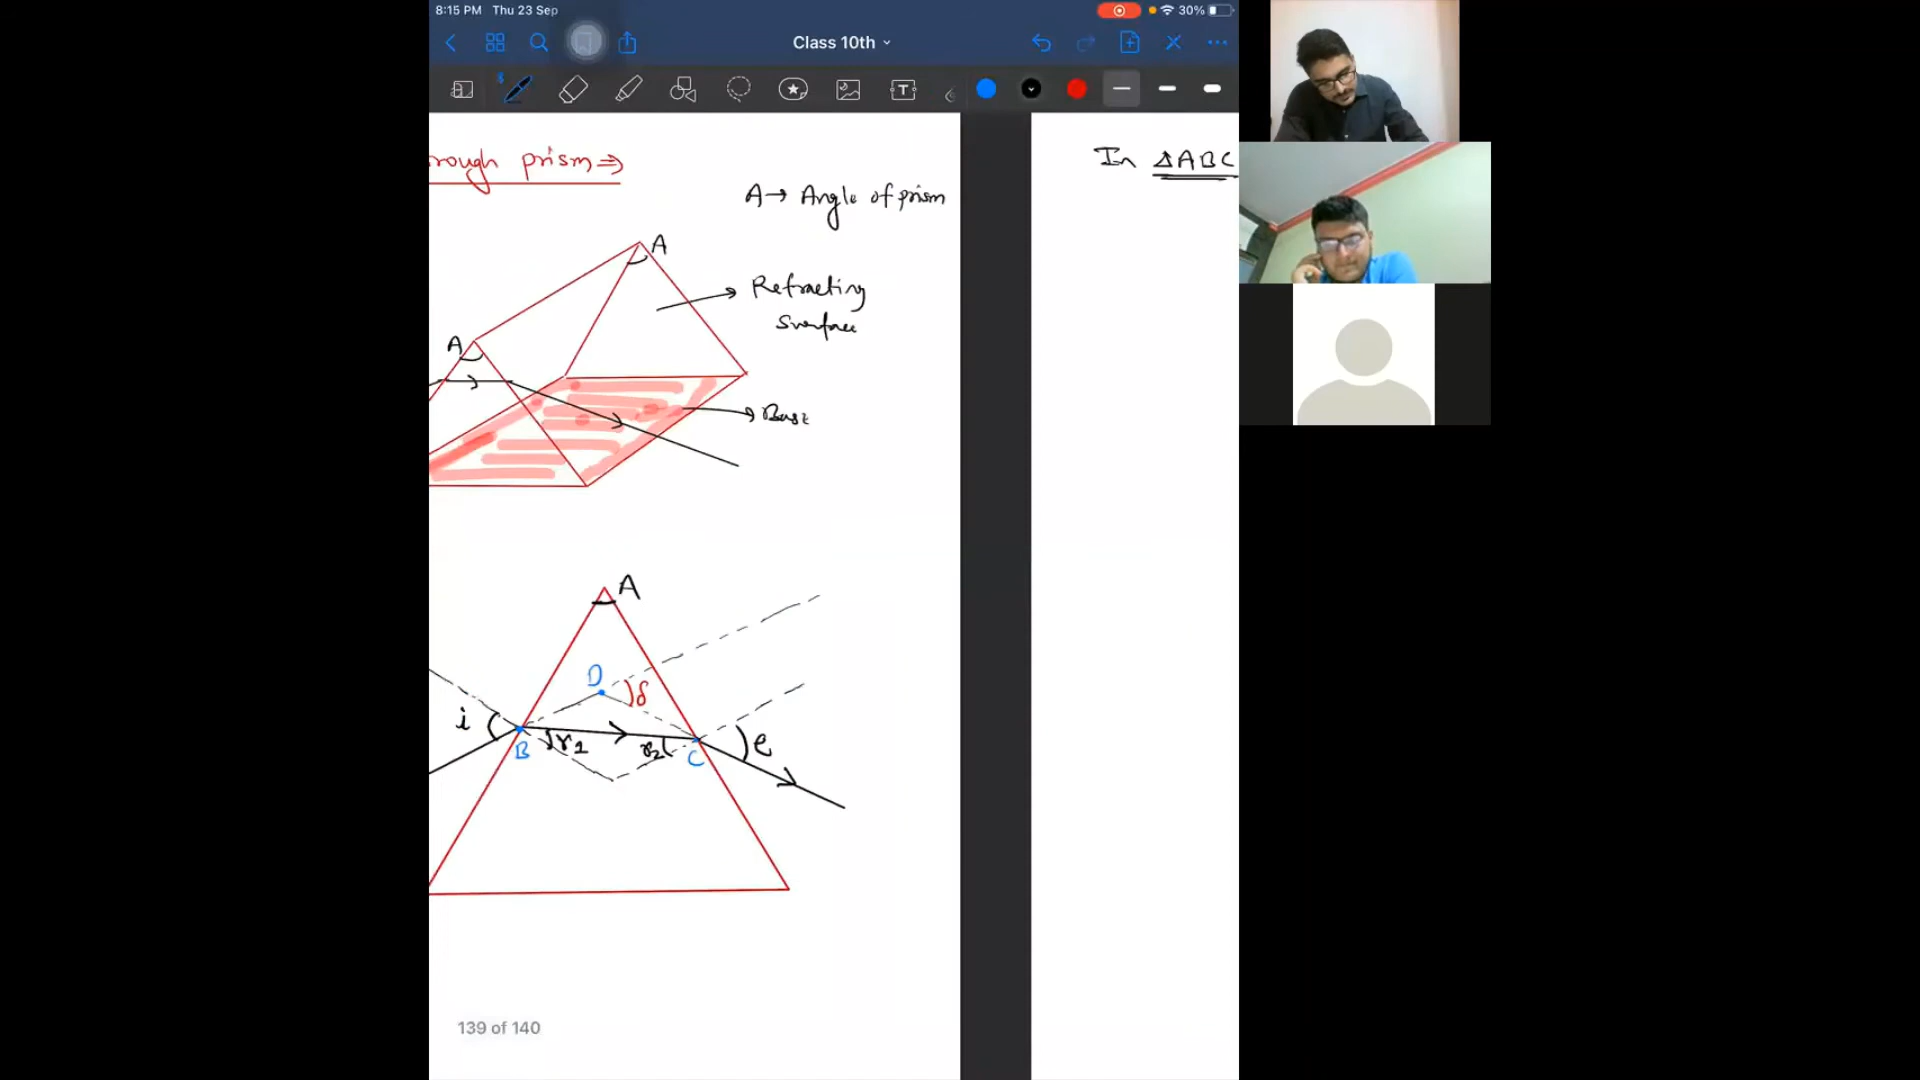 8:15 PM Thu 23 Sep
30%
Class 10th
T
rough prism ⇒
A → Angle of prism
A
Refracting
Surface
A
Base
A
D
δ
i
B
r1
r2
C
e
139 of 140
In ΔABC